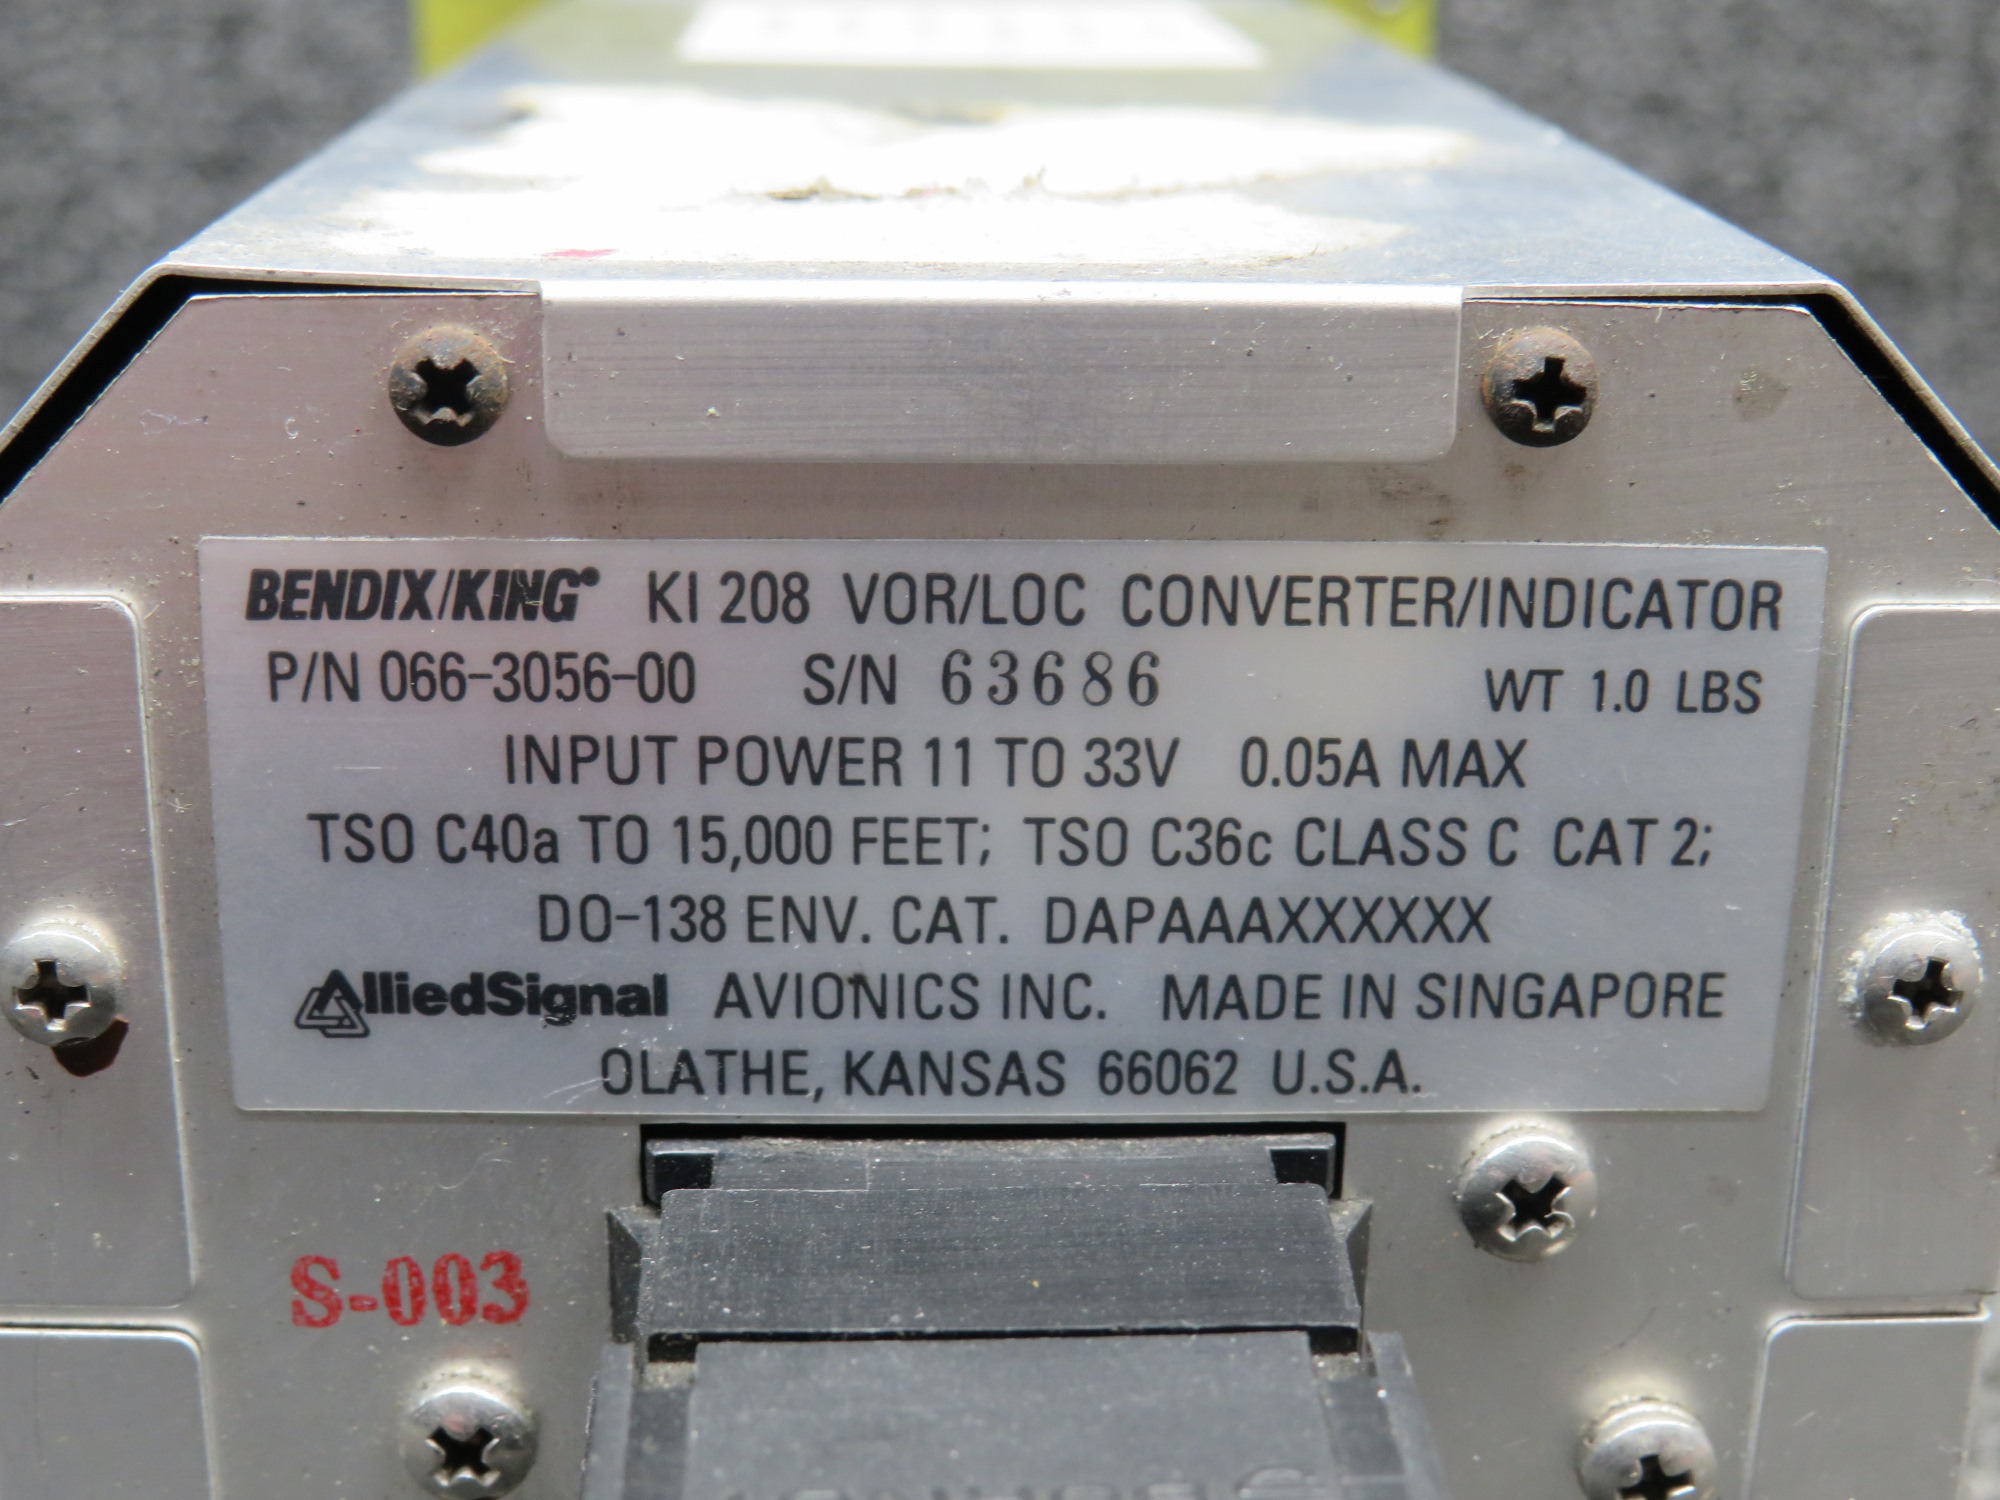 BENDIX/KING® KI 208 VOR/LOC CONVERTER/INDICATOR
P/N 066-3056-00 S/N 63686 WT 1.0 LBS
INPUT POWER 11 TO 33V 0.05A MAX
TSO C40a TO 15,000 FEET; TSO C36c CLASS C CAT 2;
DO-138 ENV. CAT. DAPAAAXXXXXX
AlliedSignal AVIONICS INC. MADE IN SINGAPORE
OLATHE, KANSAS 66062 U.S.A.
S-003